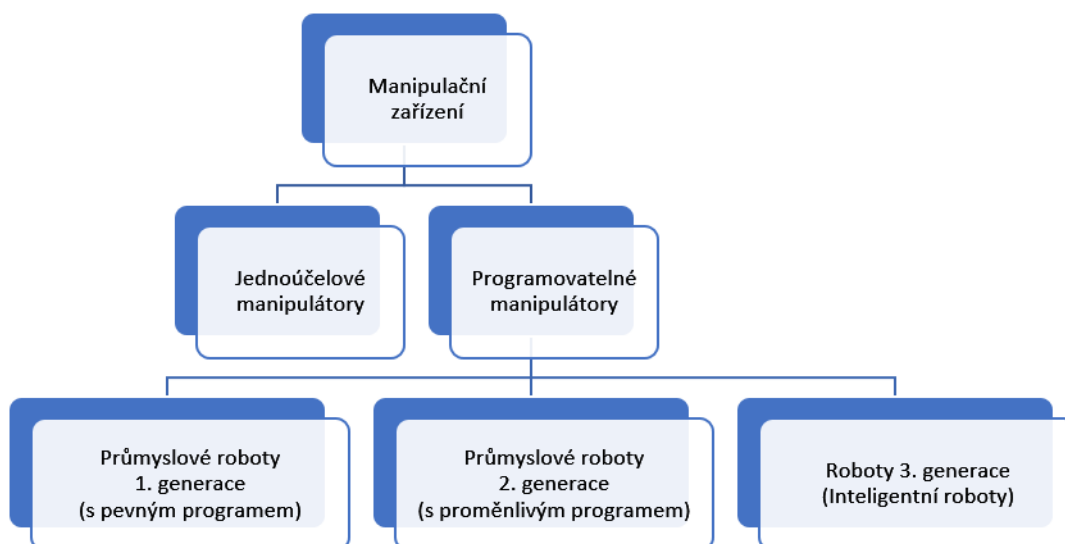 Manipulační
zařízení
Jednoúčelové
manipulátory
Programovatelné
manipulátory
Průmyslové roboty
1. generace
(s pevným programem)
Průmyslové roboty
2. generace
(s proměnlivým programem)
Roboty 3. generace
(Inteligentní roboty)